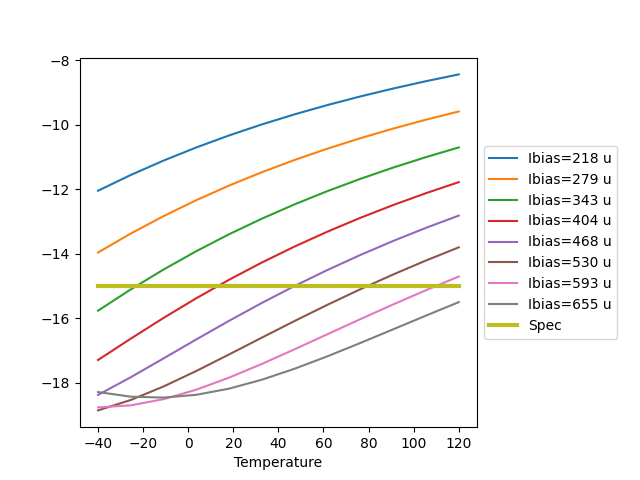 −8
−10
−12
−14
−16
−18
−40 −20 0 20 40 60 80 100 120
Temperature
Ibias=218 u
Ibias=279 u
Ibias=343 u
Ibias=404 u
Ibias=468 u
Ibias=530 u
Ibias=593 u
Ibias=655 u
Spec